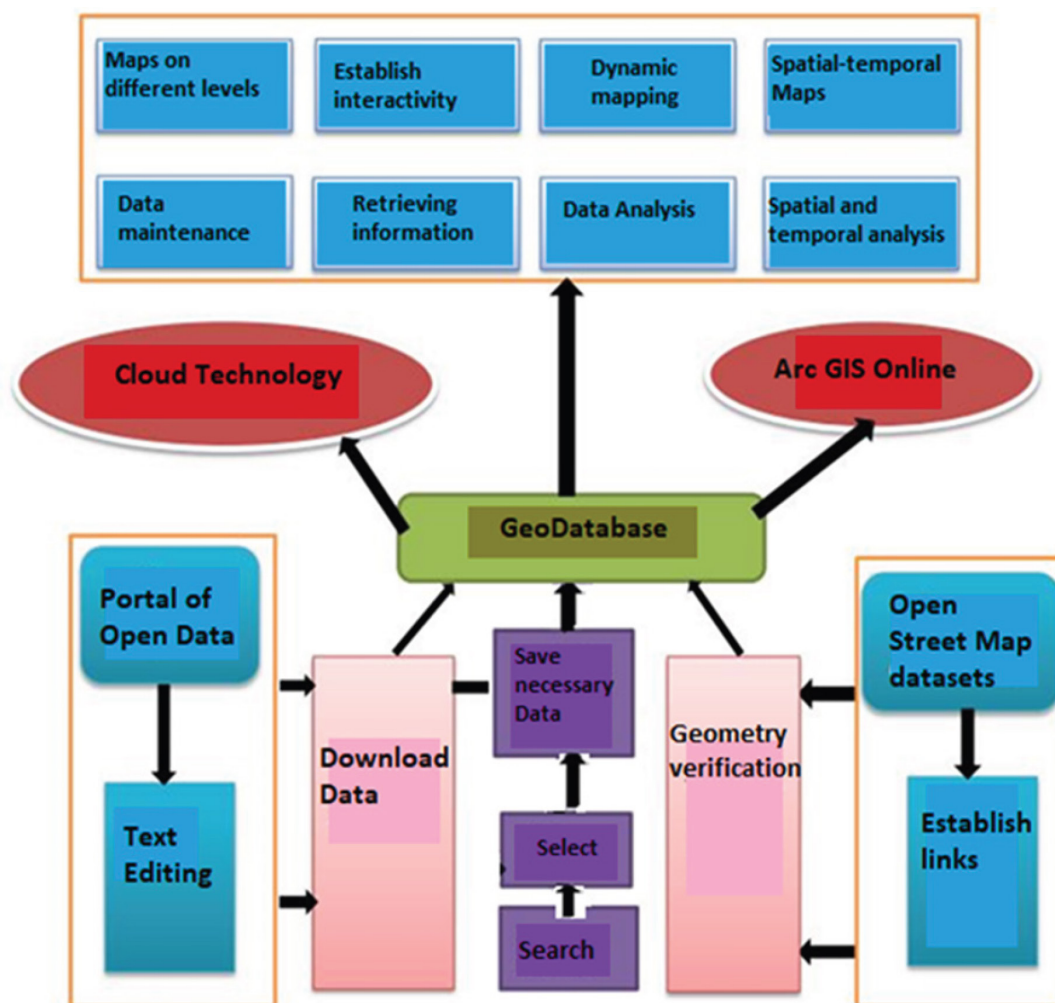 Maps on
different levels
Establish
interactivity
Dynamic
mapping
Spatial-temporal
Maps
Data
maintenance
Retrieving
information
Data Analysis
Spatial and
temporal analysis
Cloud Technology
Arc GIS Online
GeoDatabase
Portal of
Open Data
Text
Editing
Download
Data
Save
necessary
Data
Select
Search
Geometry
verification
Open
Street Map
datasets
Establish
links